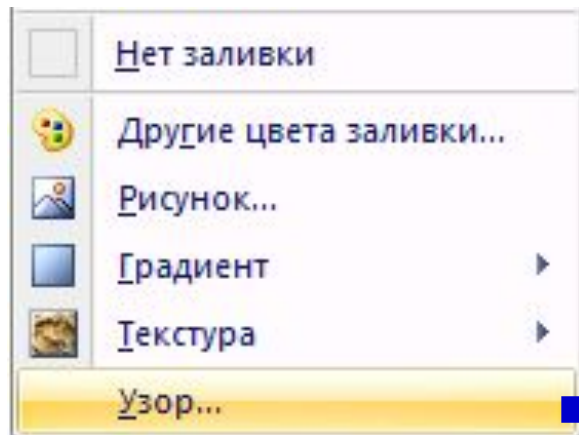 Нет заливки
Другие цвета заливки...
Рисунок...
Градиент
Текстура
Узор...